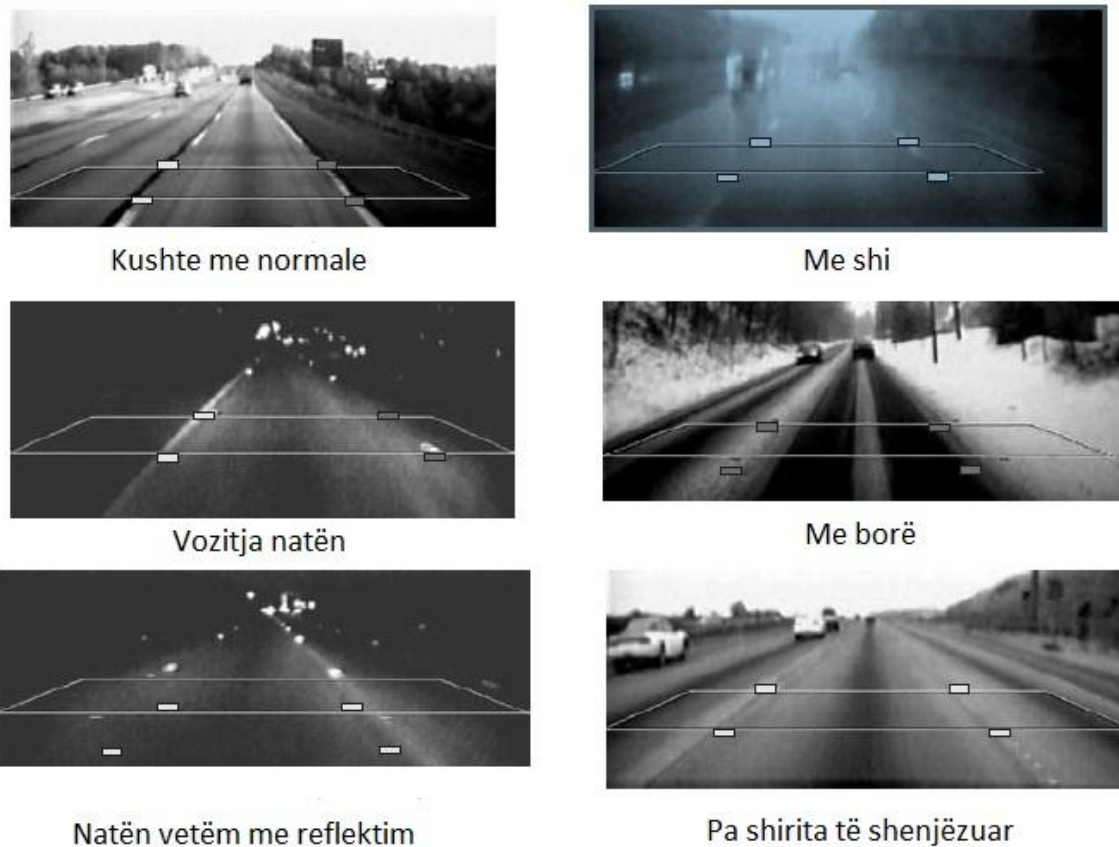 Kushte me normale
Me shi
Vozitja natën
Me borë
Natën vetëm me reflektim
Pa shirita të shenjëzuar